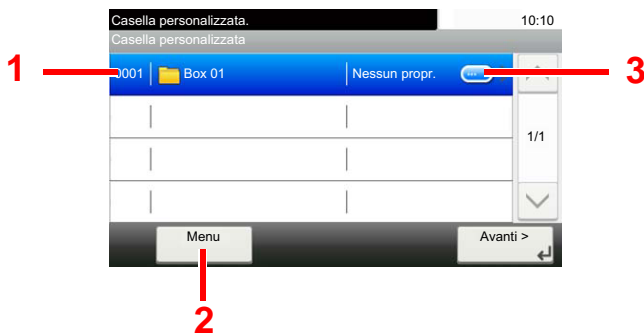 Casella personalizzata. 10:10
Casella personalizzata
1 0001 Box 01 Nessun propr. 3
1/1
Menu Avanti >
2